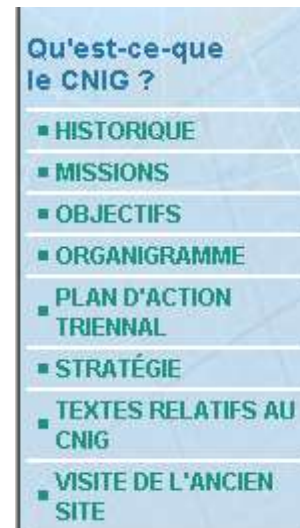 Qu'est-ce-que
le CNIG ?
HISTORIQUE
MISSIONS
OBJECTIFS
ORGANIGRAMME
PLAN D'ACTION
TRIENNAL
STRATÉGIE
TEXTES RELATIFS AU
CNIG
VISITE DE L'ANCIEN
SITE